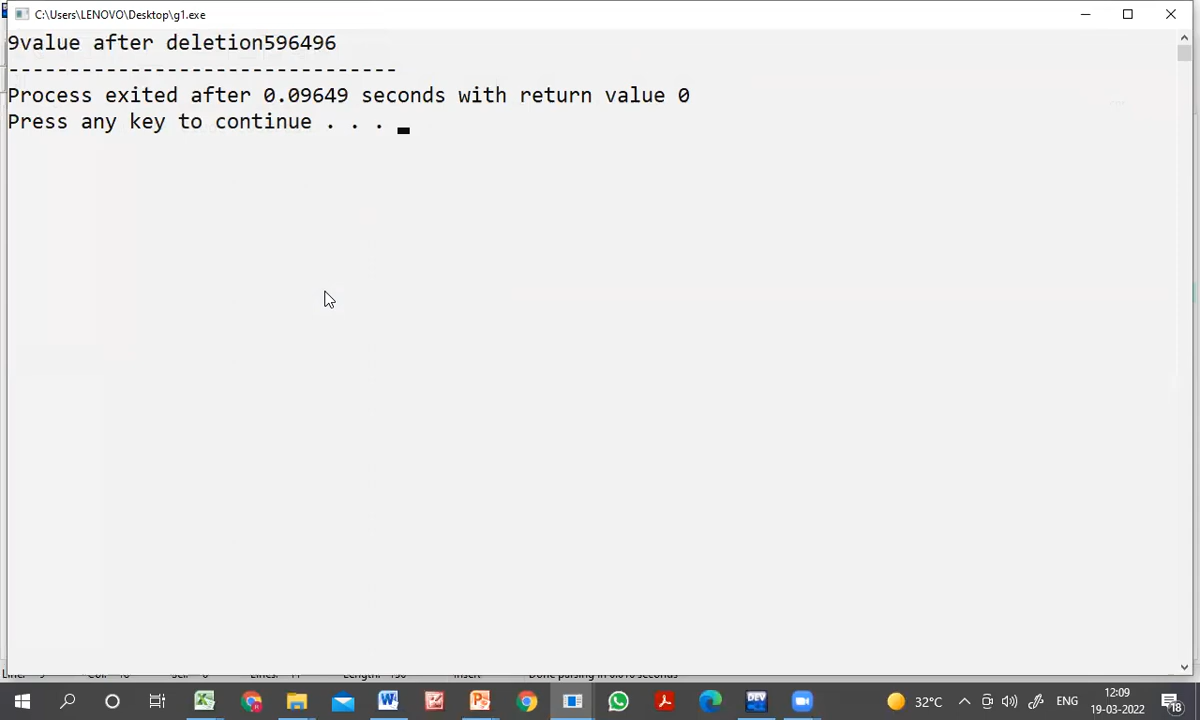 C:\Users\LENOVO\Desktop\g1.exe
9value after deletion596496
--------------------------------
Process exited after 0.09649 seconds with return value 0
Press any key to continue . . .
32°C
ENG
12:09
19-03-2022
18